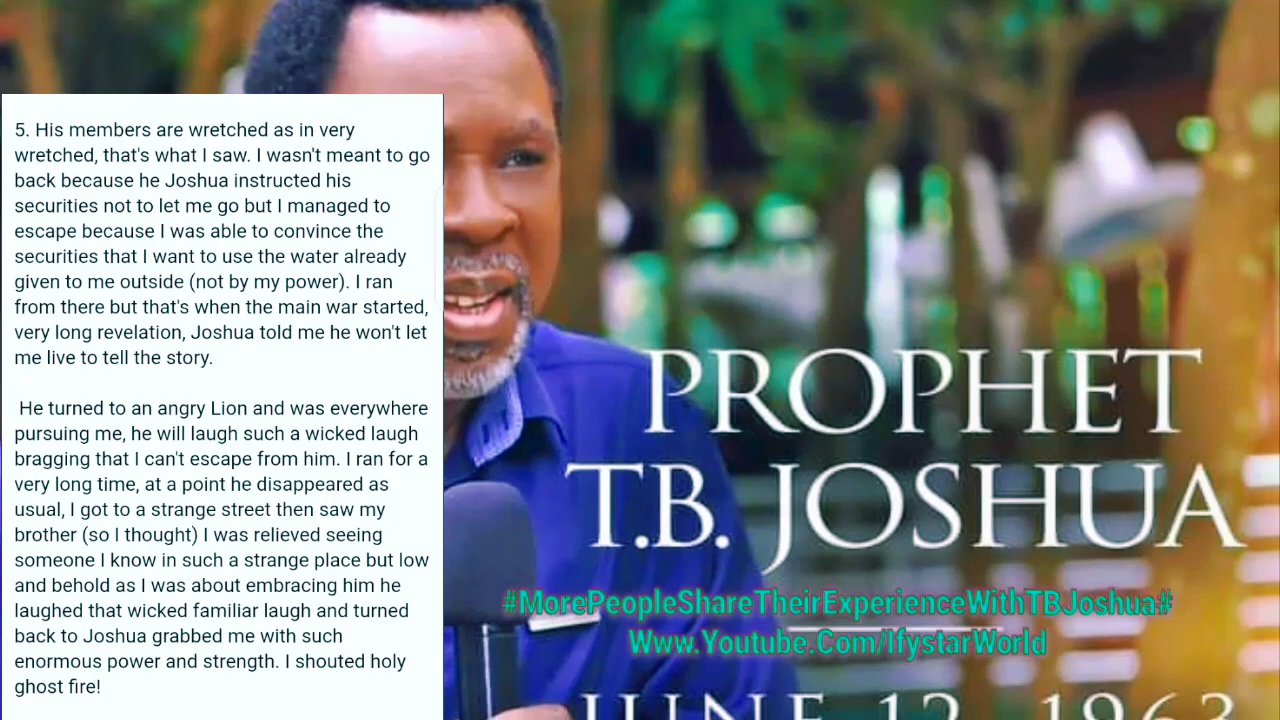 5. His members are wretched as in very
wretched, that's what I saw. I wasn't meant to go
back because he Joshua instructed his
securities not to let me go but I managed to
escape because I was able to convince the
securities that I want to use the water already
given to me outside (not by my power). I ran
from there but that's when the main war started,
very long revelation, Joshua told me he won't let
me live to tell the story.
He turned to an angry Lion and was everywhere
pursuing me, he will laugh such a wicked laugh
bragging that I can't escape from him. I ran for a
very long time, at a point he disappeared as
usual, I got to a strange street then saw my
brother (so I thought) I was relieved seeing
someone I know in such a strange place but low
and behold as I was about embracing him he
laughed that wicked familiar laugh and turned
back to Joshua grabbed me with such
enormous power and strength. I shouted holy
ghost fire!
PROPHET
T.B. JOSHUA
#MorePeopleShareTheirExperienceWithTBJoshua#
Www.Youtube.Com/IfystarWorld
JUNE 12, 1963